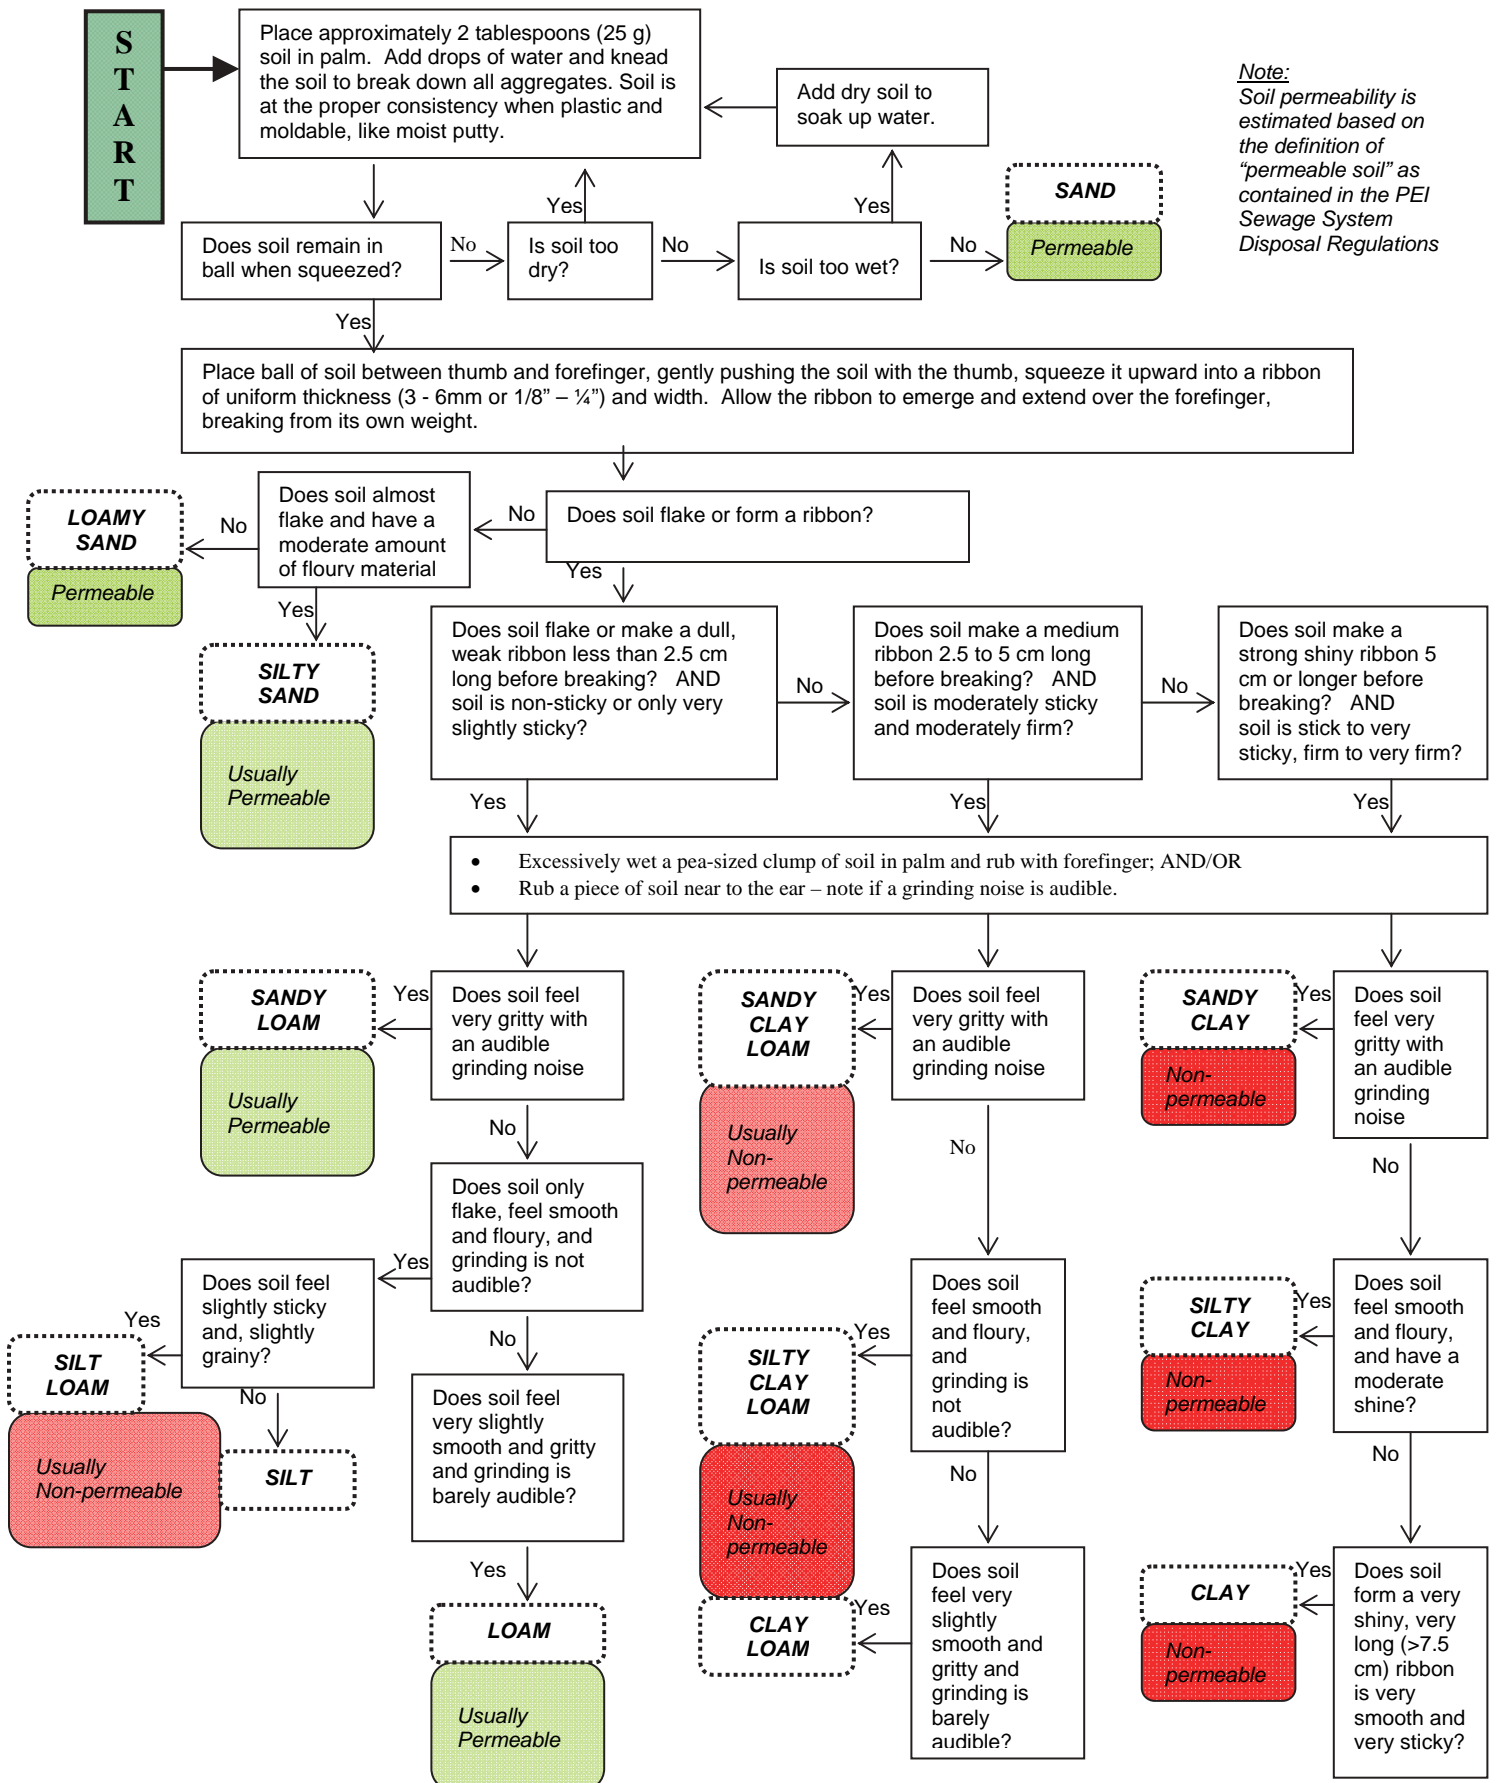 START
Place approximately 2 tablespoons (25 g)
soil in palm. Add drops of water and knead
the soil to break down all aggregates. Soil is
at the proper consistency when plastic and
moldable, like moist putty.
Add dry soil to
soak up water.
Note:
Soil permeability is
estimated based on
the definition of
“permeable soil” as
contained in the PEI
Sewage System
Disposal Regulations
Yes
Yes
SAND
Permeable
Does soil remain in
ball when squeezed?
No
Is soil too
dry?
No
Is soil too wet?
No
Yes
Place ball of soil between thumb and forefinger, gently pushing the soil with the thumb, squeeze it upward into a ribbon
of uniform thickness (3 - 6mm or 1/8” – ¼”) and width. Allow the ribbon to emerge and extend over the forefinger,
breaking from its own weight.
LOAMY
SAND
Permeable
No
Does soil almost
flake and have a
moderate amount
of floury material
No
Does soil flake or form a ribbon?
Yes
Yes
SILTY
SAND
Usually
Permeable
Does soil flake or make a dull,
weak ribbon less than 2.5 cm
long before breaking? AND
soil is non-sticky or only very
slightly sticky?
No
Does soil make a medium
ribbon 2.5 to 5 cm long
before breaking? AND
soil is moderately sticky
and moderately firm?
No
Does soil make a
strong shiny ribbon 5
cm or longer before
breaking? AND
soil is stick to very
sticky, firm to very firm?
Yes
Yes
Yes
• Excessively wet a pea-sized clump of soil in palm and rub with forefinger; AND/OR
• Rub a piece of soil near to the ear – note if a grinding noise is audible.
SANDY
LOAM
Usually
Permeable
Yes
Does soil feel
very gritty with
an audible
grinding noise
No
SANDY
CLAY
LOAM
Usually
Non-
permeable
Yes
Does soil feel
very gritty with
an audible
grinding noise
No
SANDY
CLAY
Non-
permeable
Yes
Does soil
feel very
gritty with
an audible
grinding
noise
No
Does soil only
flake, feel smooth
and floury, and
grinding is not
audible?
Yes
Does soil feel
slightly sticky
and, slightly
grainy?
Yes
SILT
LOAM
Usually
Non-permeable
No
SILT
No
Does soil feel
very slightly
smooth and gritty
and grinding is
barely audible?
Yes
LOAM
Usually
Permeable
Does soil
feel smooth
and floury,
and
grinding is
not
audible?
Yes
SILTY
CLAY
LOAM
Usually
Non-
permeable
No
Does soil
feel very
slightly
smooth and
gritty and
grinding is
barely
audible?
Yes
CLAY
LOAM
Does soil
feel smooth
and floury,
and have a
moderate
shine?
Yes
SILTY
CLAY
Non-
permeable
No
Does soil
form a very
shiny, very
long (>7.5
cm) ribbon
is very
smooth and
very sticky?
Yes
CLAY
Non-
permeable